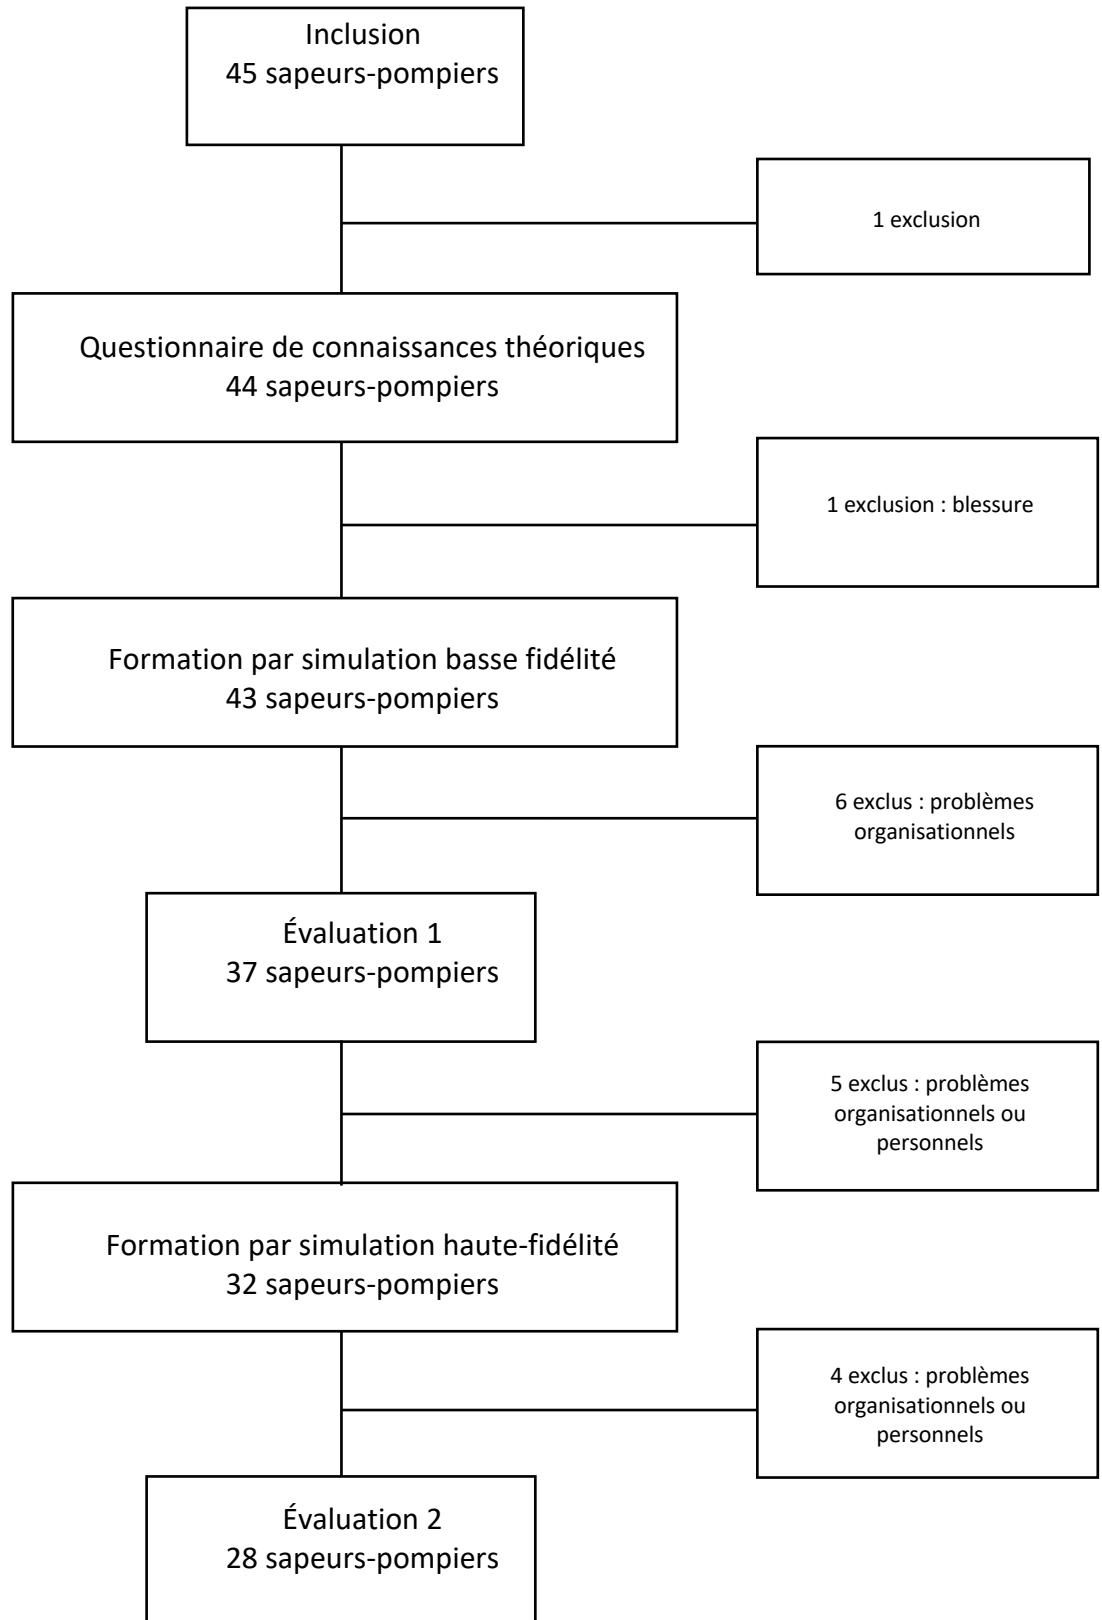 Inclusion
45 sapeurs-pompiers
1 exclusion
Questionnaire de connaissances théoriques
44 sapeurs-pompiers
1 exclusion : blessure
Formation par simulation basse fidélité
43 sapeurs-pompiers
6 exclus : problèmes
organisationnels
Évaluation 1
37 sapeurs-pompiers
5 exclus : problèmes
organisationnels ou
personnels
Formation par simulation haute-fidélité
32 sapeurs-pompiers
4 exclus : problèmes
organisationnels ou
personnels
Évaluation 2
28 sapeurs-pompiers